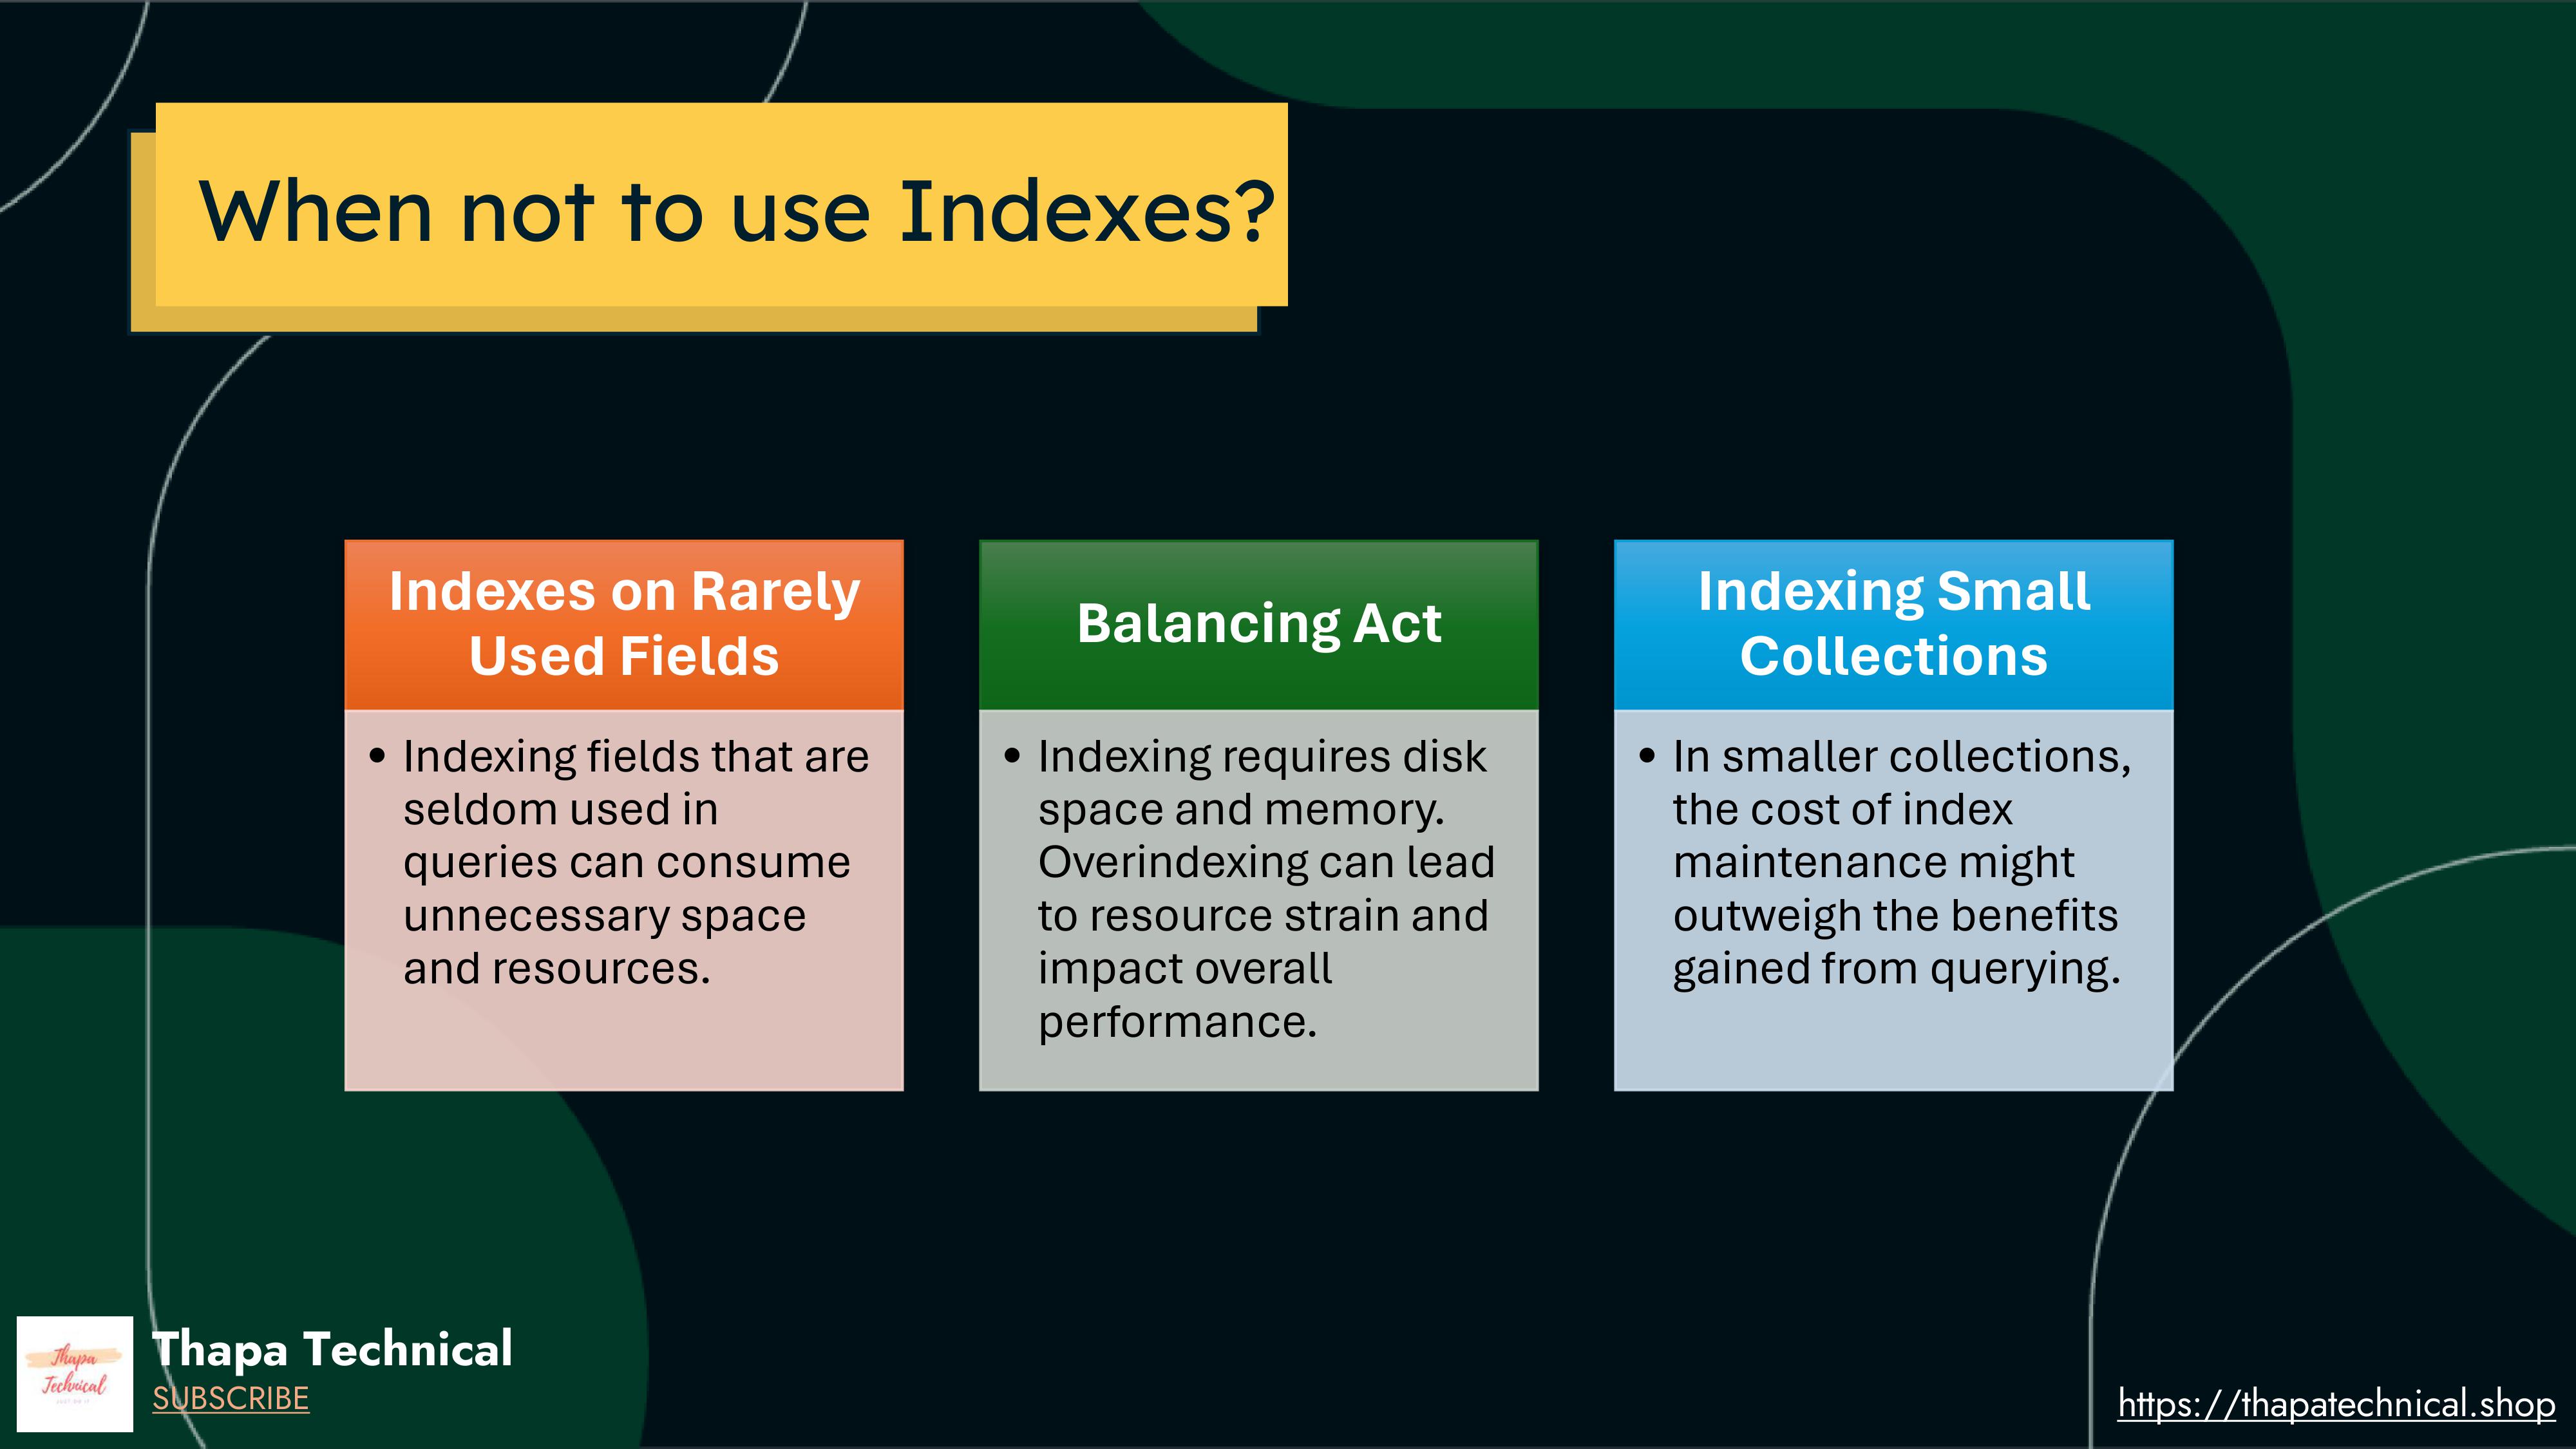 When not to use Indexes?
Indexes on Rarely
Used Fields
• Indexing fields that are
seldom used in
queries can consume
unnecessary space
and resources.
Balancing Act
• Indexing requires disk
space and memory.
Overindexing can lead
to resource strain and
impact overall
performance.
Indexing Small
Collections
• In smaller collections,
the cost of index
maintenance might
outweigh the benefits
gained from querying.
Thapa
Technical
Thapa Technical
SUBSCRIBE
https://thapatechnical.shop